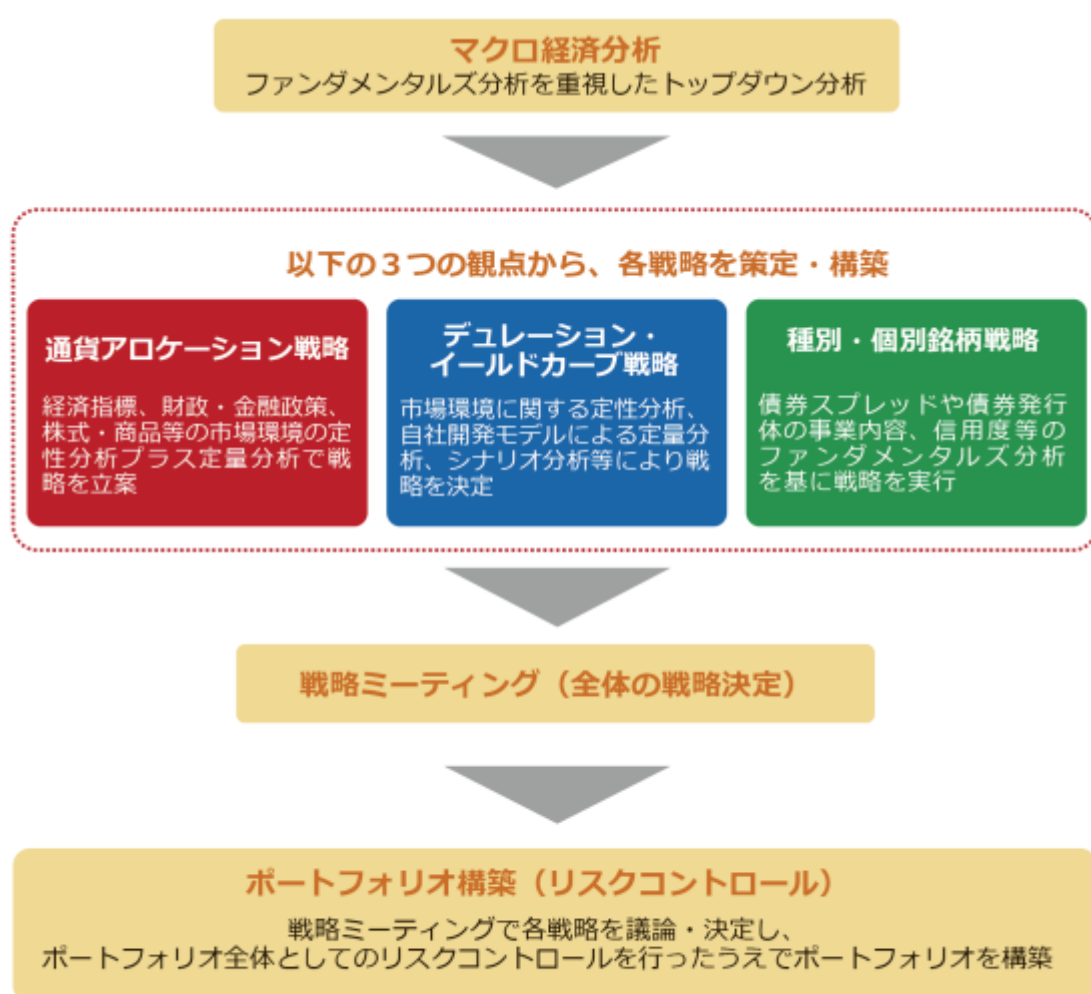 マクロ経済分析
ファンダメンタルズ分析を重視したトップダウン分析
以下の３つの観点から、各戦略を策定・構築
通貨アロケーション戦略
経済指標、財政・金融政策、
株式・商品等の市場環境の定
性分析プラス定量分析で戦
略を立案
デュレーション・
イールドカーブ戦略
市場環境に関する定性分析、
自社開発モデルによる定量分
析、シナリオ分析等により戦
略を決定
種別・個別銘柄戦略
債券スプレッドや債券発行
体の事業内容、信用度等の
ファンダメンタルズ分析
を基に戦略を実行
戦略ミーティング（全体の戦略決定）
ポートフォリオ構築（リスクコントロール）
戦略ミーティングで各戦略を議論・決定し、
ポートフォリオ全体としてのリスクコントロールを行ったうえでポートフォリオを構築